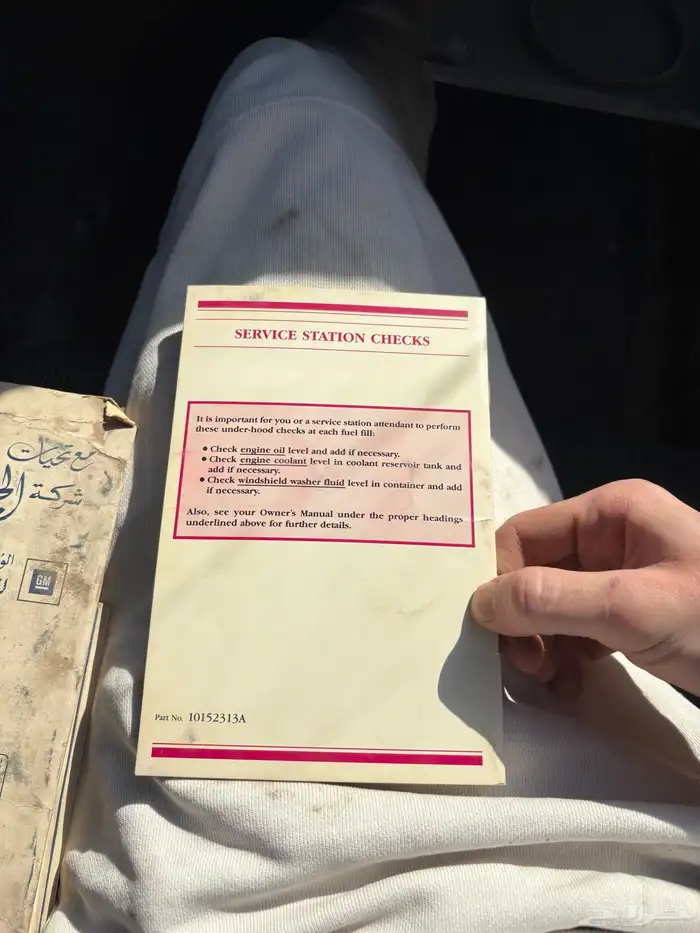 SERVICE STATION CHECKS
It is important for you or a service station attendant to perform
these under-hood checks at each fuel fill:
• Check engine oil level and add if necessary.
• Check engine coolant level in coolant reservoir tank and
add if necessary.
• Check windshield washer fluid level in container and add
if necessary.
Also, see your Owner's Manual under the proper headings
underlined above for further details.
Part No. 10152313A
مع تحيات
شركة
GM
حراج